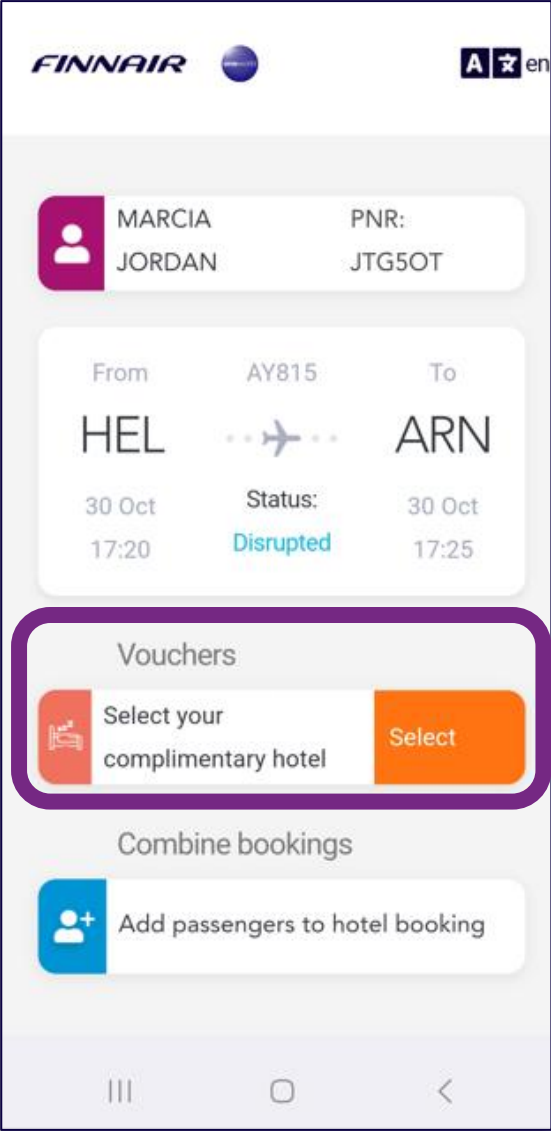 FINNAIR
A 文 en
MARCIA PNR:
JORDAN JTG5OT
From AY815 To
HEL ARN
30 Oct Status: 30 Oct
17:20 Disrupted 17:25
Vouchers
Select your
complimentary hotel
Select
Combine bookings
Add passengers to hotel booking